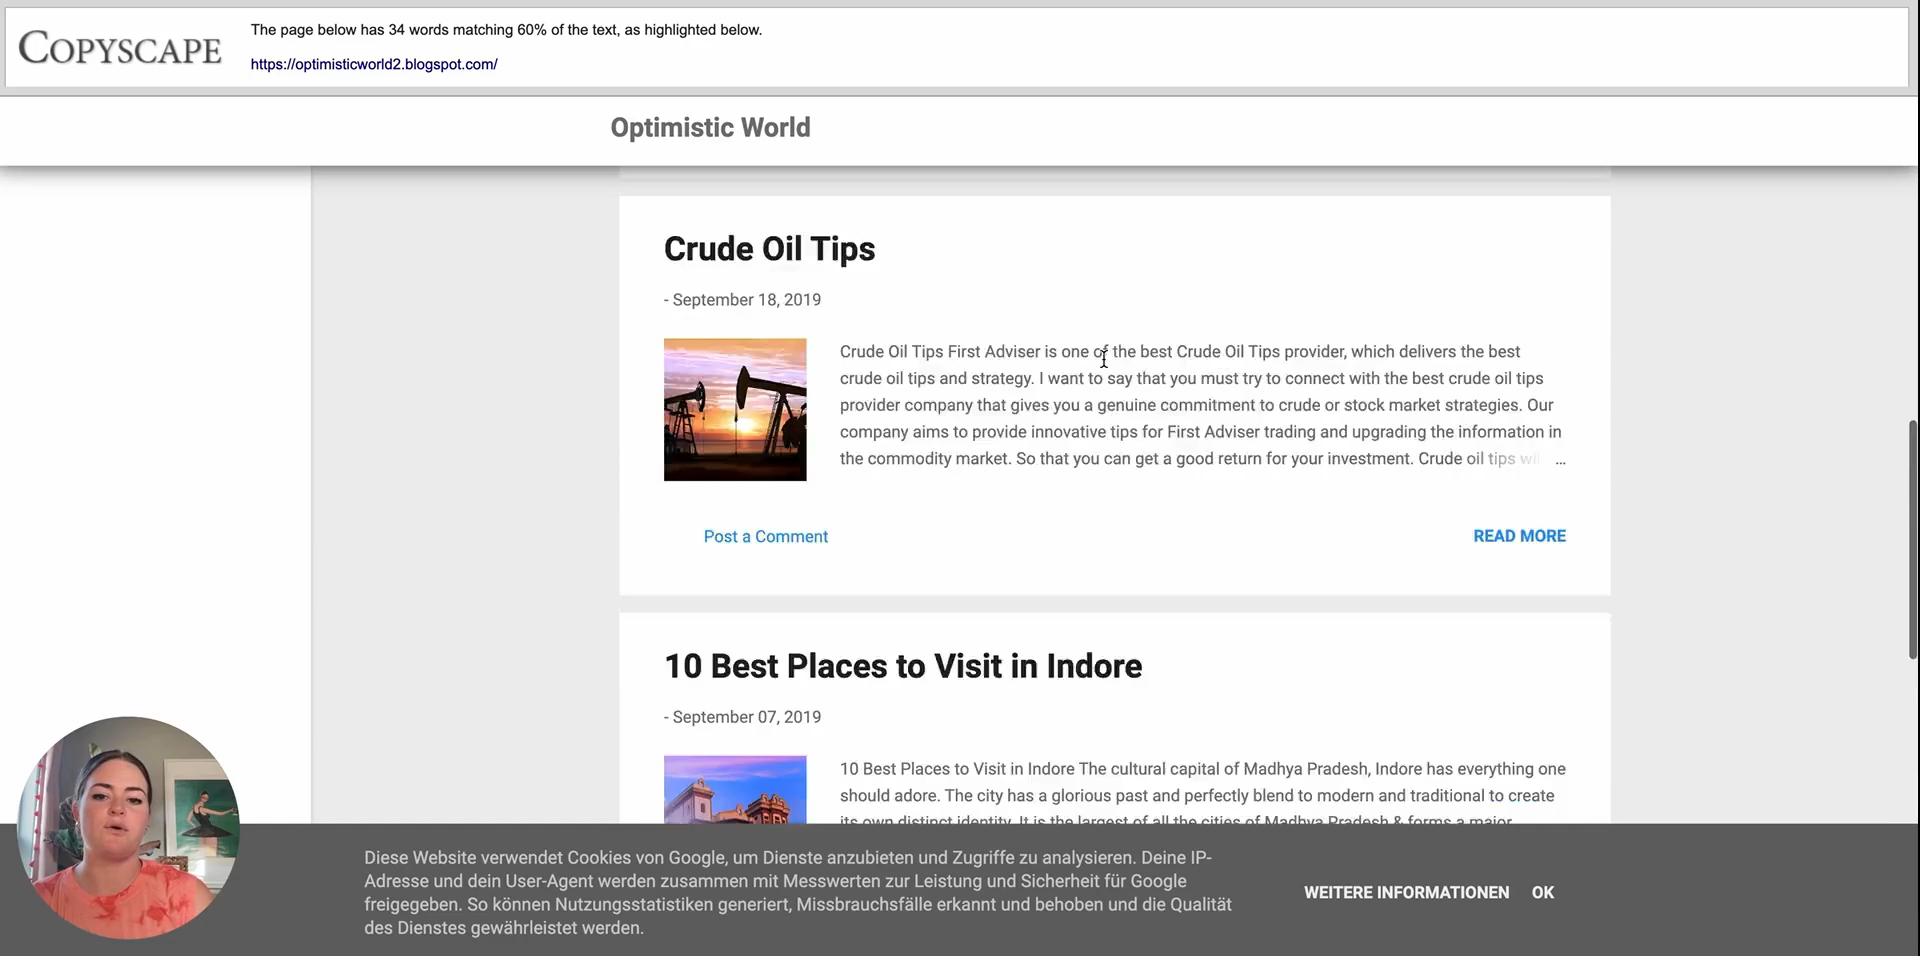 COPYSCAPE
The page below has 34 words matching 60% of the text, as highlighted below.
https://optimisticworld2.blogspot.com/
Optimistic World
Crude Oil Tips
- September 18, 2019
Crude Oil Tips First Adviser is one of the best Crude Oil Tips provider, which delivers the best
crude oil tips and strategy. I want to say that you must try to connect with the best crude oil tips
provider company that gives you a genuine commitment to crude or stock market strategies. Our
company aims to provide innovative tips for First Adviser trading and upgrading the information in
the commodity market. So that you can get a good return for your investment. Crude oil tips ...
Post a Comment
READ MORE
10 Best Places to Visit in Indore
- September 07, 2019
10 Best Places to Visit in Indore The cultural capital of Madhya Pradesh, Indore has everything one
should adore. The city has a glorious past and perfectly blend to modern and traditional to create
its own distinct identity. It is the largest of all the cities of Madhya Pradesh & forms a major
Diese Website verwendet Cookies von Google, um Dienste anzubieten und Zugriffe zu analysieren. Deine IP-
Adresse und dein User-Agent werden zusammen mit Messwerten zur Leistung und Sicherheit für Google
freigegeben. So können Nutzungsstatistiken generiert, Missbrauchsfälle erkannt und behoben und die Qualität
des Dienstes gewährleistet werden.
WEITERE INFORMATIONEN
OK